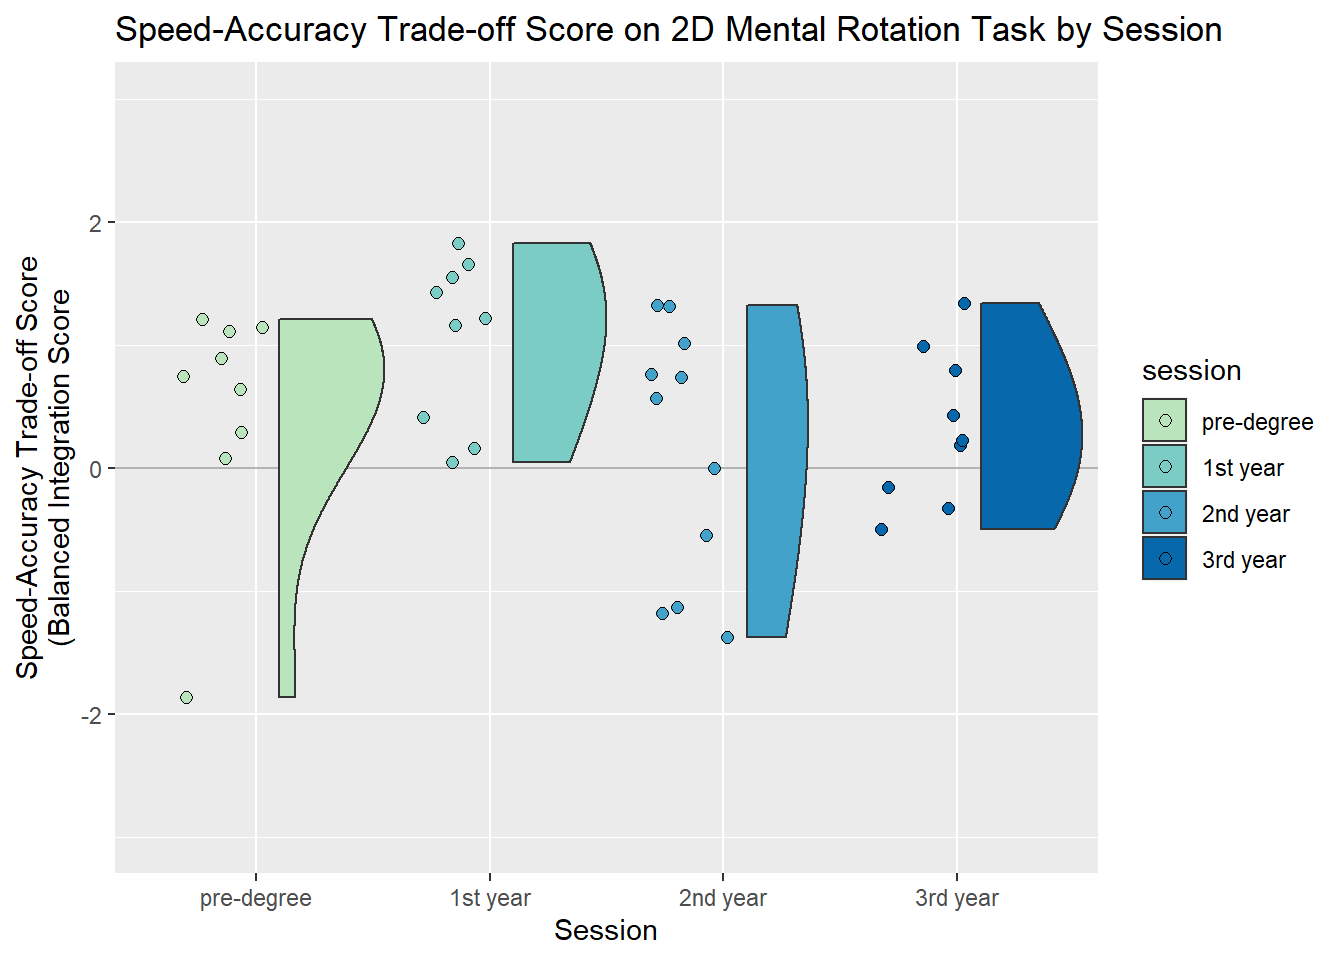 Speed-Accuracy Trade-off Score on 2D Mental Rotation Task by Session
Speed-Accuracy Trade-off Score
(Balanced Integration Score
2
0
-2
pre-degree
1st year
2nd year
3rd year
Session
session
pre-degree
1st year
2nd year
3rd year